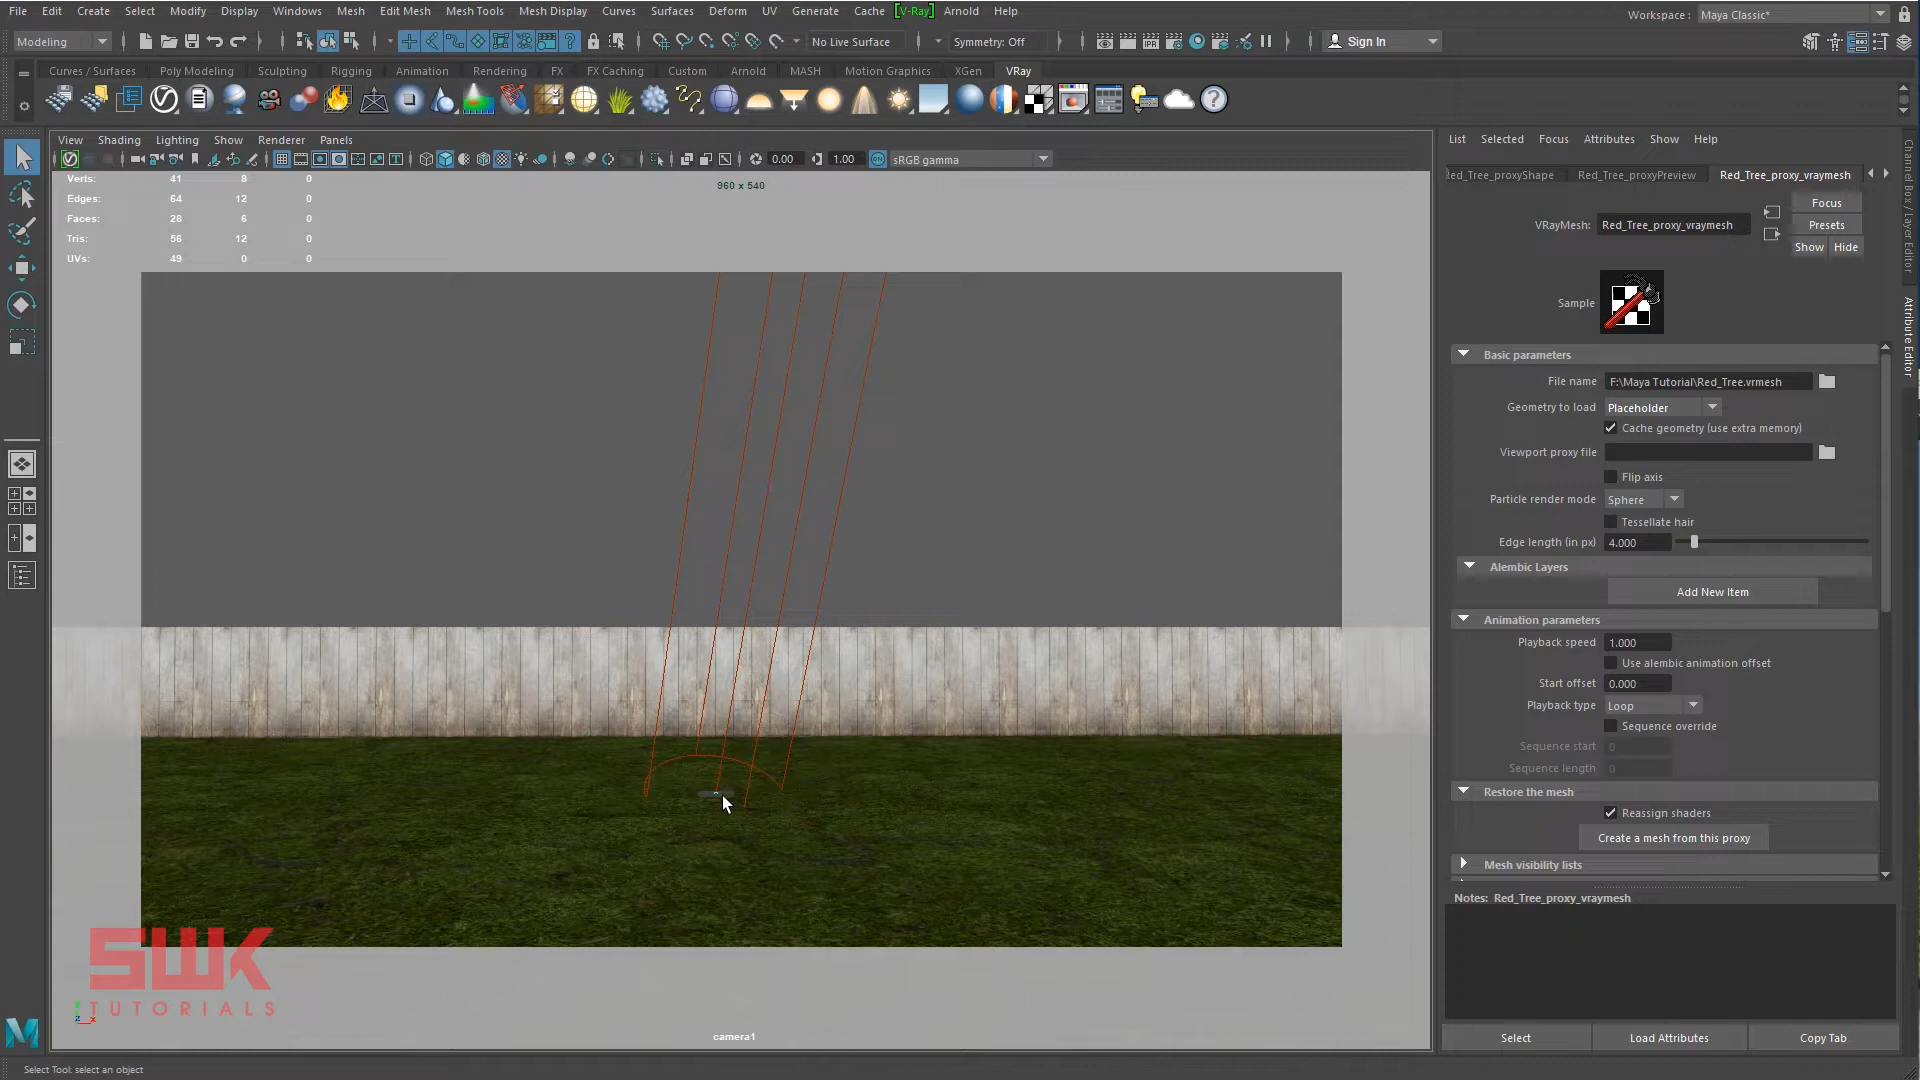 File Edit Create Select Modify Display Windows Mesh Edit Mesh Mesh Tools Mesh Display Curves Surfaces Deform UV Generate Cache [V-Ray] Arnold Help
Workspace : Maya Classic*
Modeling
No Live Surface
Symmetry: Off
Sign In
Curves / Surfaces Poly Modeling Sculpting Rigging Animation Rendering FX FX Caching Custom Arnold MASH Motion Graphics XGen VRay
View Shading Lighting Show Renderer Panels
0.00
1.00
sRGB gamma
Verts: 41 8 0
Edges: 64 12 0
Faces: 28 6 0
Tris: 56 12 0
UVs: 49 0 0
960 x 540
SWK
TUTORIALS
camera1
List Selected Focus Attributes Show Help
ed_Tree_proxyShape Red_Tree_proxyPreview Red_Tree_proxy_vraymesh
Focus
VRayMesh: Red_Tree_proxy_vraymesh
Presets
Show Hide
Sample
Basic parameters
File name F:\Maya Tutorial\Red_Tree.vrmesh
Geometry to load Placeholder
Cache geometry (use extra memory)
Viewport proxy file
Flip axis
Particle render mode Sphere
Tessellate hair
Edge length (in px) 4.000
Alembic Layers
Add New Item
Animation parameters
Playback speed 1.000
Use alembic animation offset
Start offset 0.000
Playback type Loop
Sequence override
Sequence start 0
Sequence length 0
Restore the mesh
Reassign shaders
Create a mesh from this proxy
Mesh visibility lists
Notes: Red_Tree_proxy_vraymesh
Select Load Attributes Copy Tab
Channel Box / Layer Editor
Attribute Editor
Select Tool: select an object